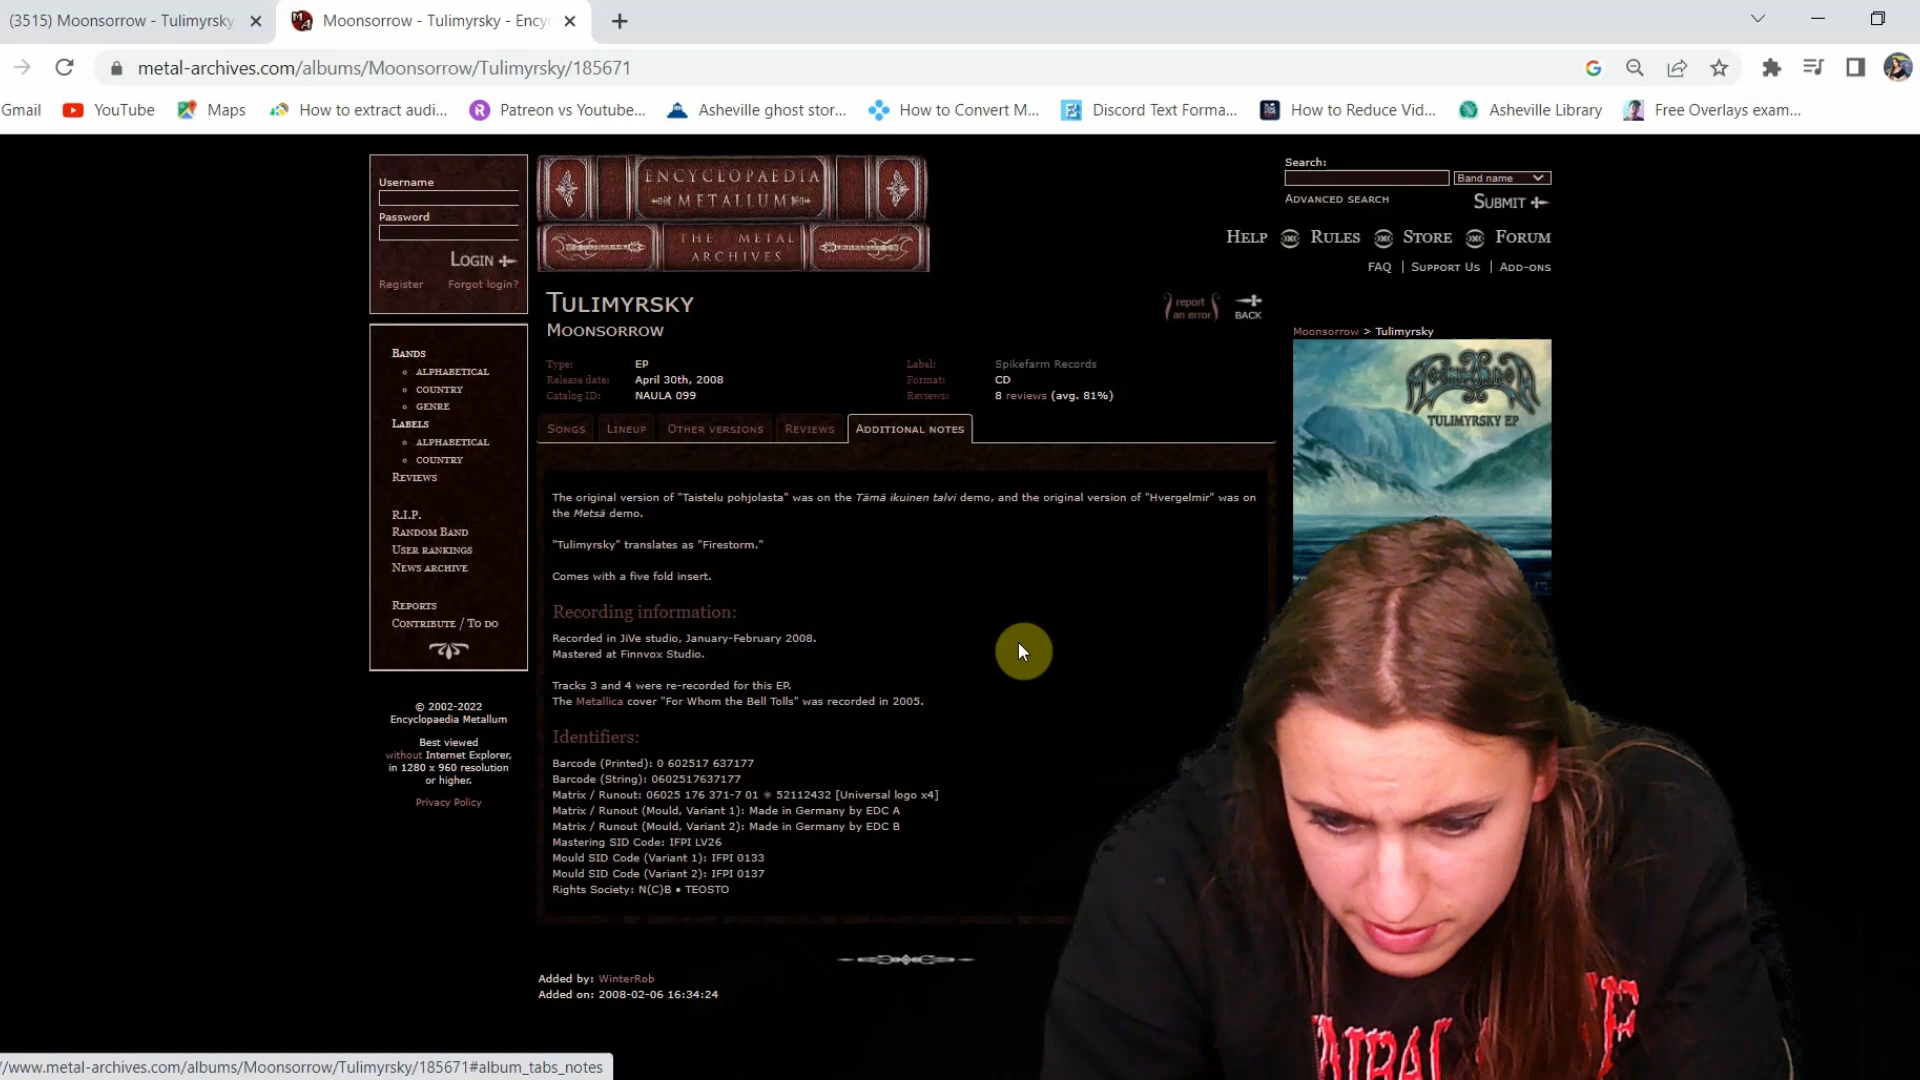 (3515) Moonsorrow - Tulimyrsky
Moonsorrow - Tulimyrsky - Ency
metal-archives.com/albums/Moonsorrow/Tulimyrsky/185671
Gmail YouTube Maps How to extract audi... Patreon vs Youtube... Asheville ghost stor... How to Convert M... Discord Text Forma... How to Reduce Vid... Asheville Library Free Overlays exam...
Username
Password
LOGIN
Register Forgot login?
ENCYCLOPAEDIA
METALLUM
THE METAL
ARCHIVES
Search:
Band name
ADVANCED SEARCH
SUBMIT
HELP RULES STORE FORUM
FAQ | SUPPORT US | ADD-ONS
BANDS
ALPHABETICAL
COUNTRY
GENRE
LABELS
ALPHABETICAL
COUNTRY
REVIEWS
R.I.P.
RANDOM BAND
USER RANKINGS
NEWS ARCHIVE
REPORTS
CONTRIBUTE / TO DO
© 2002-2022
Encyclopaedia Metallum
Best viewed
without Internet Explorer,
in 1280 x 960 resolution
or higher.
Privacy Policy
TULIMYRSKY
MOONSORROW
report
an error
BACK
Type: EP
Release date: April 30th, 2008
Catalog ID: NAULA 099
Label: Spikefarm Records
Format: CD
Reviews: 8 reviews (avg. 81%)
SONGS LINEUP OTHER VERSIONS REVIEWS ADDITIONAL NOTES
The original version of "Taistelu pohjolasta" was on the Tämä ikuinen talvi demo, and the original version of "Hvergelmir" was on
the Metsä demo.
"Tulimyrsky" translates as "Firestorm."
Comes with a five fold insert.
Recording information:
Recorded in JiVe studio, January-February 2008.
Mastered at Finnvox Studio.
Tracks 3 and 4 were re-recorded for this EP.
The Metallica cover "For Whom the Bell Tolls" was recorded in 2005.
Identifiers:
Barcode (Printed): 0 602517 637177
Barcode (String): 0602517637177
Matrix / Runout: 06025 176 371-7 01 ✳ 52112432 [Universal logo x4]
Matrix / Runout (Mould, Variant 1): Made in Germany by EDC A
Matrix / Runout (Mould, Variant 2): Made in Germany by EDC B
Mastering SID Code: IFPI LV26
Mould SID Code (Variant 1): IFPI 0133
Mould SID Code (Variant 2): IFPI 0137
Rights Society: N(C)B • TEOSTO
Added by: WinterRob
Added on: 2008-02-06 16:34:24
Moonsorrow > Tulimyrsky
MOONSORROW
TULIMYRSKY EP
/www.metal-archives.com/albums/Moonsorrow/Tulimyrsky/185671#album_tabs_notes